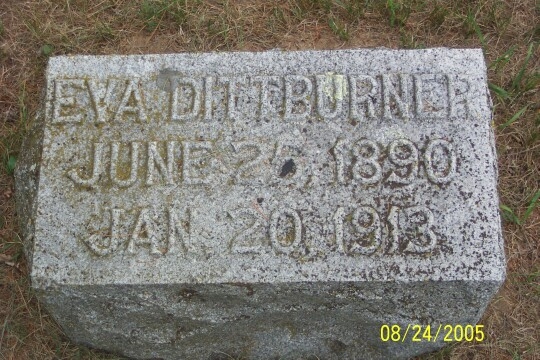 EVA DITTBURNER
JUNE 25, 1890
JAN. 20, 1913
08/24/2005